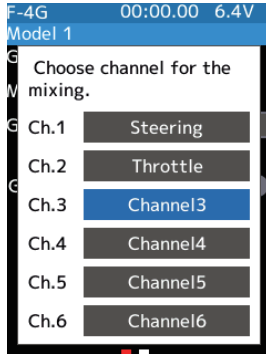 F-4G 00:00.00 6.4V
Model 1
G
Choose channel for the
mixing.
G
Ch.1 Steering
Ch.2 Throttle
Ch.3 Channel3
Ch.4 Channel4
Ch.5 Channel5
Ch.6 Channel6